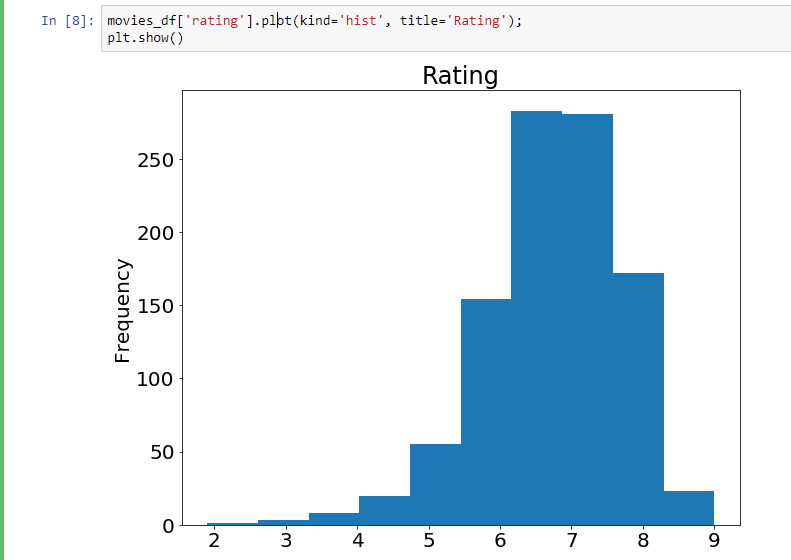 In [8]: movies_df['rating'].plot(kind='hist', title='Rating');
plt.show()
Rating
250
200
150
100
50
0
Frequency
2 3 4 5 6 7 8 9